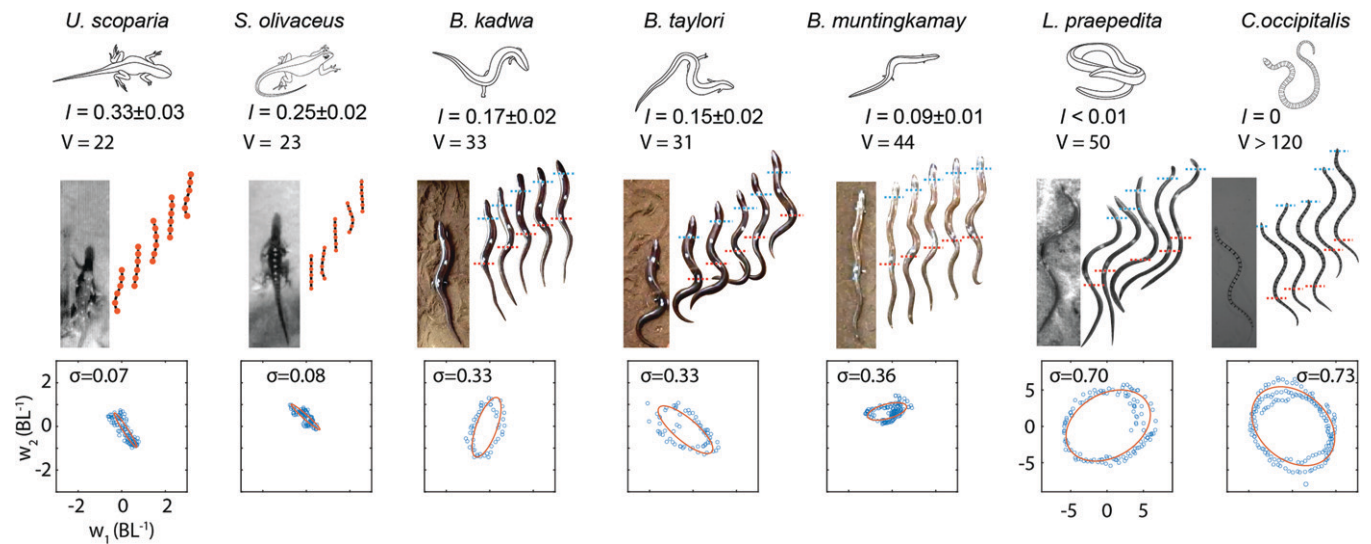 U. scoparia S. olivaceus B. kadwa B. taylori B. muntingkamay L. praepedita C.occipitalis
l = 0.33±0.03 l = 0.25±0.02 l = 0.17±0.02 l = 0.15±0.02 l = 0.09±0.01 l < 0.01 l = 0
V = 22 V = 23 V = 33 V = 31 V = 44 V = 50 V > 120
σ=0.07 σ=0.08 σ=0.33 σ=0.33 σ=0.36 σ=0.70 σ=0.73
w₂ (BL⁻¹)
2
0
-2
5
0
-5
-2 0 2 -5 0 5
w₁ (BL⁻¹)